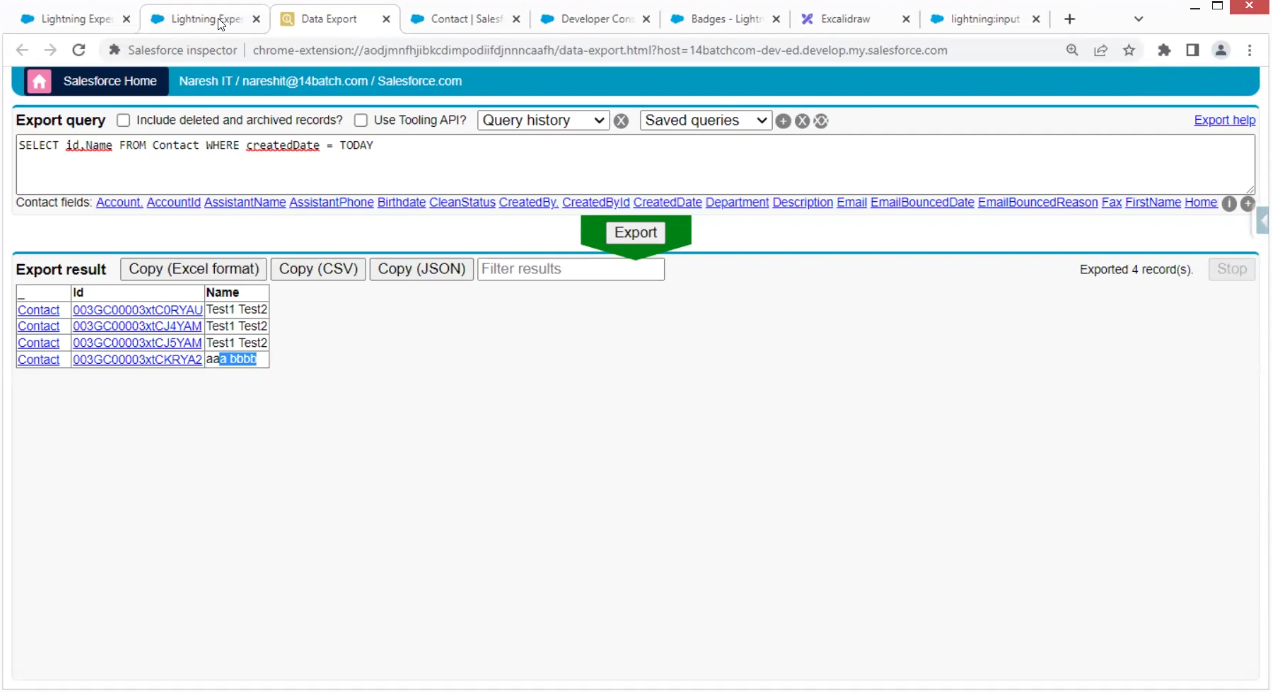 Lightning Expe
Lightning Expe
Data Export
Contact | Salesf
Developer Cons
Badges - Lightn
Excalidraw
lightning:input
Salesforce inspector
chrome-extension://aodjmnfhjibkcdimpodiifdjnnncaafh/data-export.html?host=14batchcom-dev-ed.develop.my.salesforce.com
Salesforce Home
Naresh IT / nareshit@14batch.com / Salesforce.com
Export query
Include deleted and archived records?
Use Tooling API?
Query history
Saved queries
Export help
SELECT id,Name FROM Contact WHERE createdDate = TODAY
Contact fields: Account. AccountId AssistantName AssistantPhone Birthdate CleanStatus CreatedBy. CreatedById CreatedDate Department Description Email EmailBouncedDate EmailBouncedReason Fax FirstName Home
Export
Export result
Copy (Excel format)
Copy (CSV)
Copy (JSON)
Filter results
Exported 4 record(s).
Stop
_ Id Name
Contact 003GC00003xtC0RYAU Test1 Test2
Contact 003GC00003xtCJ4YAM Test1 Test2
Contact 003GC00003xtCJ5YAM Test1 Test2
Contact 003GC00003xtCKRYA2 aaa bbbb